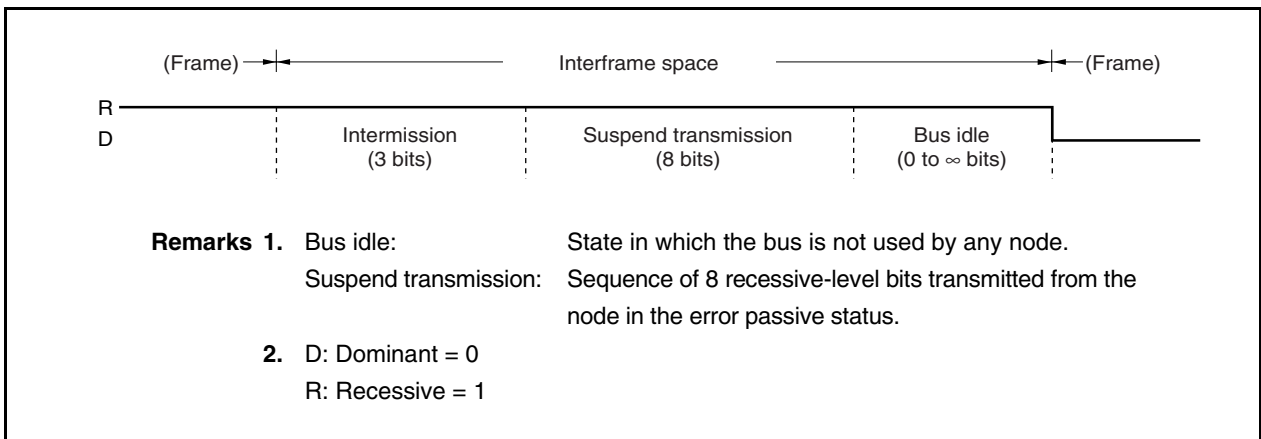 (Frame) Interframe space (Frame)
R
D
Intermission Suspend transmission Bus idle
(3 bits) (8 bits) (0 to ∞ bits)
Remarks 1. Bus idle: State in which the bus is not used by any node.
Suspend transmission: Sequence of 8 recessive-level bits transmitted from the
node in the error passive status.
2. D: Dominant = 0
R: Recessive = 1